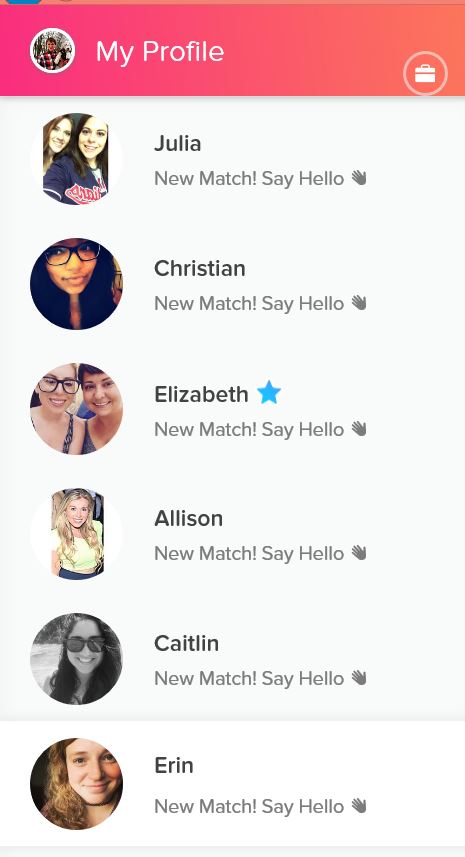 My Profile
Julia
New Match! Say Hello 👋
Christian
New Match! Say Hello 👋
Elizabeth
New Match! Say Hello 👋
Allison
New Match! Say Hello 👋
Caitlin
New Match! Say Hello 👋
Erin
New Match! Say Hello 👋